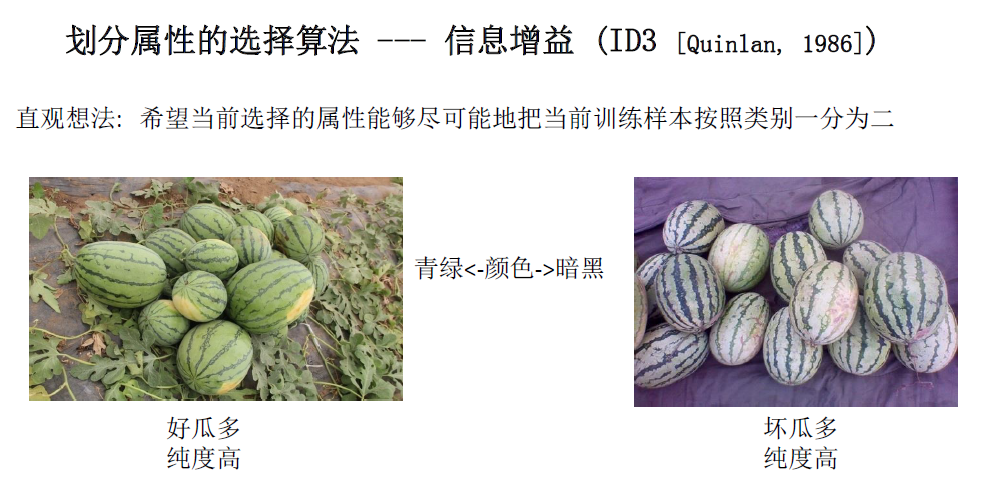 划分属性的选择算法 --- 信息增益 (ID3 [Quinlan, 1986])
直观想法: 希望当前选择的属性能够尽可能地把当前训练样本按照类别一分为二
青绿<-颜色->暗黑
好瓜多
纯度高
坏瓜多
纯度高